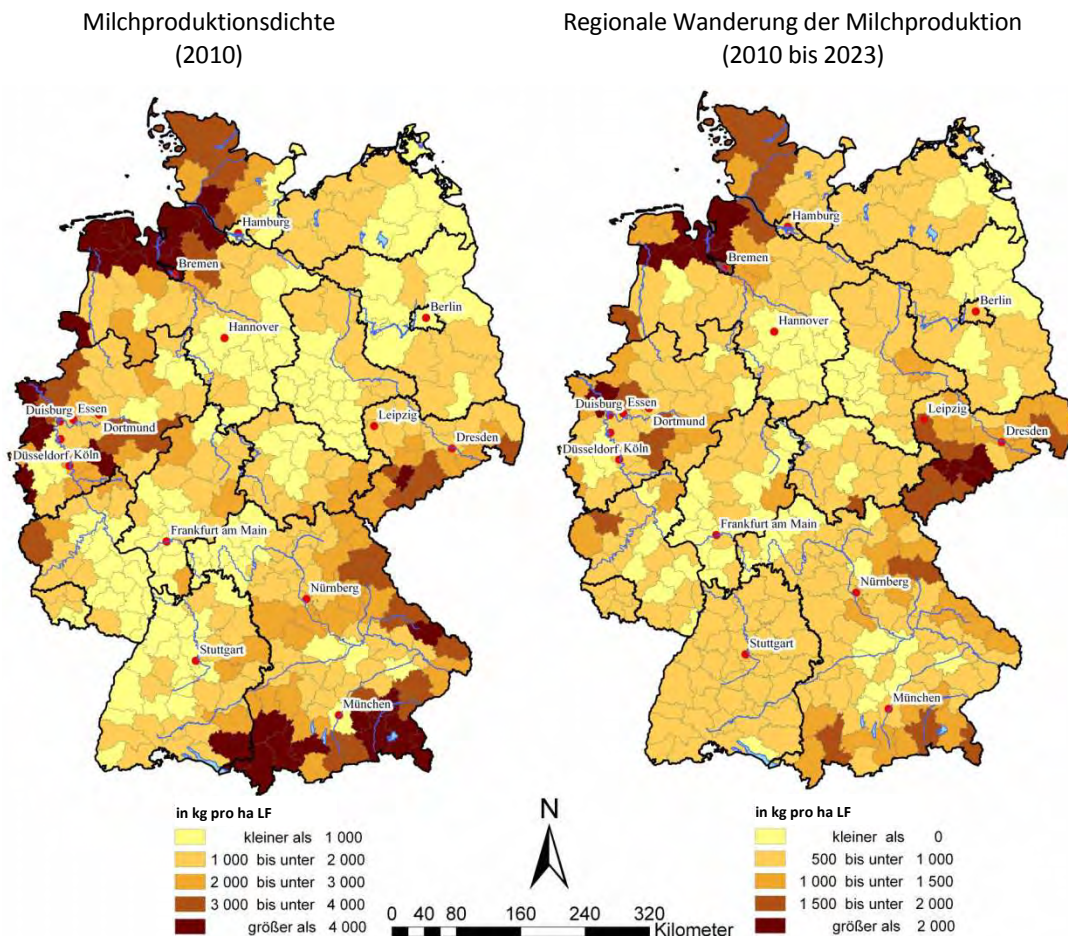 Milchproduktionsdichte
(2010)
Regionale Wanderung der Milchproduktion
(2010 bis 2023)
Hamburg
Bremen
Berlin
Hannover
Duisburg
Essen
Dortmund
Leipzig
Dresden
Düsseldorf
Köln
Frankfurt am Main
Nürnberg
Stuttgart
München
Hamburg
Bremen
Berlin
Hannover
Duisburg
Essen
Dortmund
Leipzig
Dresden
Düsseldorf
Köln
Frankfurt am Main
Nürnberg
Stuttgart
München
in kg pro ha LF
kleiner als 1 000
1 000 bis unter 2 000
2 000 bis unter 3 000
3 000 bis unter 4 000
größer als 4 000
N
0 40 80 160 240 320
Kilometer
in kg pro ha LF
kleiner als 0
500 bis unter 1 000
1 000 bis unter 1 500
1 500 bis unter 2 000
größer als 2 000